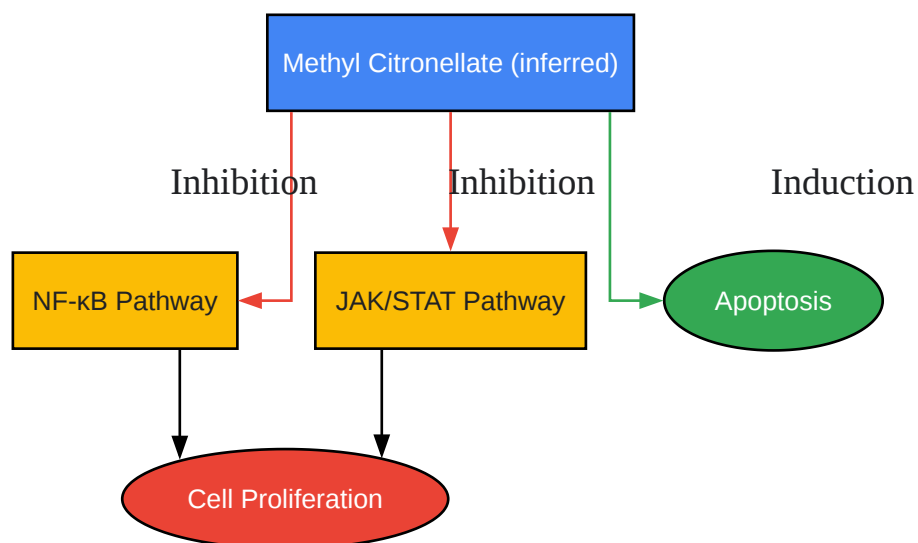 Methyl Citronellate (inferred)
Inhibition
Inhibition
Induction
NF-κB Pathway
JAK/STAT Pathway
Apoptosis
Cell Proliferation